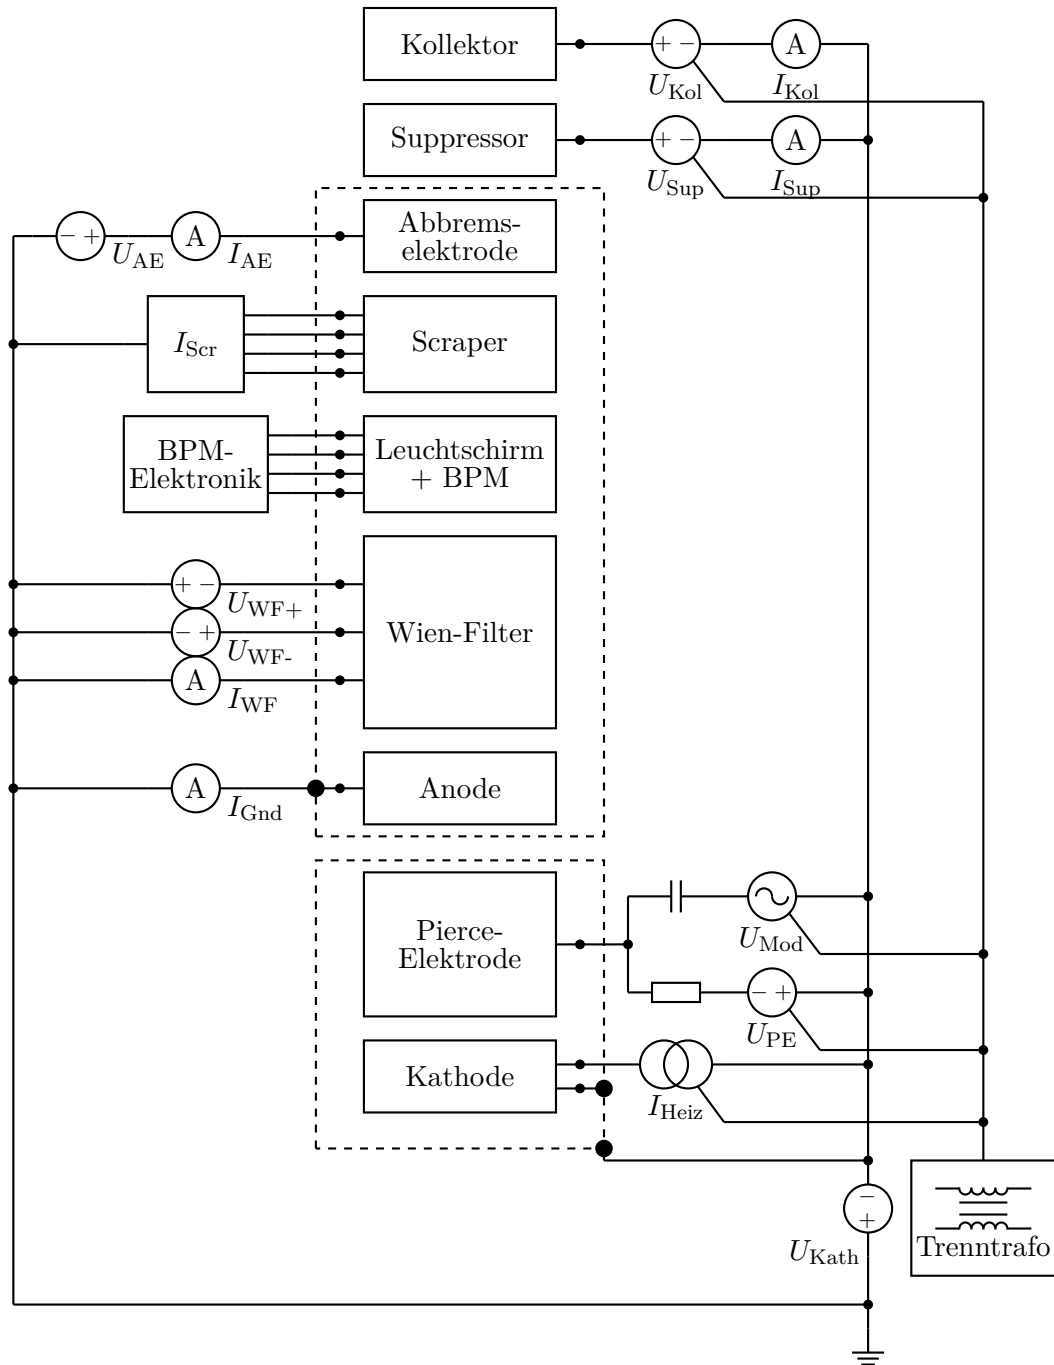 Kollektor
+ −
A
U_Kol
I_Kol
Suppressor
+ −
A
U_Sup
I_Sup
− +
A
U_AE
I_AE
Abbrems-
elektrode
I_Scr
Scraper
BPM-
Elektronik
Leuchtschirm
+ BPM
+ −
U_WF+
− +
U_WF-
A
I_WF
Wien-Filter
A
I_Gnd
Anode
Pierce-
Elektrode
U_Mod
− +
U_PE
Kathode
I_Heiz
−
+
U_Kath
Trenntrafo